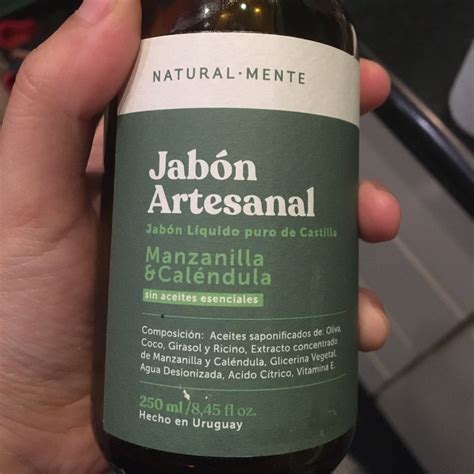 NATURAL·MENTE
Jabón
Artesanal
Jabón Líquido puro de Castilla
Manzanilla
&Caléndula
sin aceites esenciales
Composición: Aceites saponificados de: Oliva,
Coco, Girasol y Ricino, Extracto concentrado
de Manzanilla y Caléndula, Glicerina Vegetal,
Agua Desionizada, Acido Cítrico, Vitamina E.
250 ml/8,45 fl oz.
Hecho en Uruguay